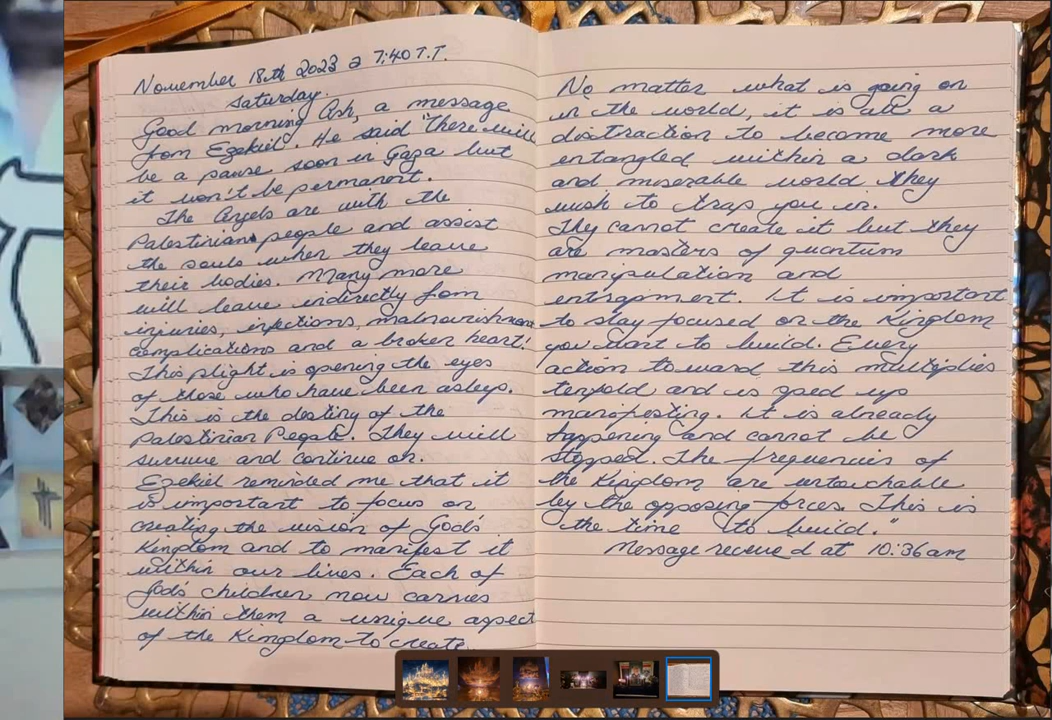 November 18th 2023 @ 7:40 T.T.
Saturday.
Good morning Ash, a message
from Ezekiel. He said "there will
be a pause soon in Gaza but
it won't be permanent.
The Angels are with the
Palestinian people and assist
the souls when they leave
their bodies. Many more
will leave indirectly from
injuries, infections, malnourishment
complications and a broken heart!
This plight is opening the eyes
of those who have been asleep.
This is the destiny of the
Palestinian People. They will
survive and continue on.
Ezekiel reminded me that it
is important to focus on
creating the vision of God's
Kingdom and to manifest it
within our lives. Each of
God's children now carries
within them a unique aspect
of the Kingdom to create.
No matter what is going on
in the world, it is all a
distraction to become more
entangled within a dark
and miserable world they
wish to trap you in.
They cannot create it but they
are masters of quantum
manipulation and
entrapment. It is important
to stay focused on the Kingdom
you want to build. Every
action toward this multiplies
tenfold and is sped up
manifesting. It is already
happening and cannot be
stopped. The frequencies of
the Kingdom are untouchable
by the opposing forces. This is
the time to build."
Message received at 10:36am